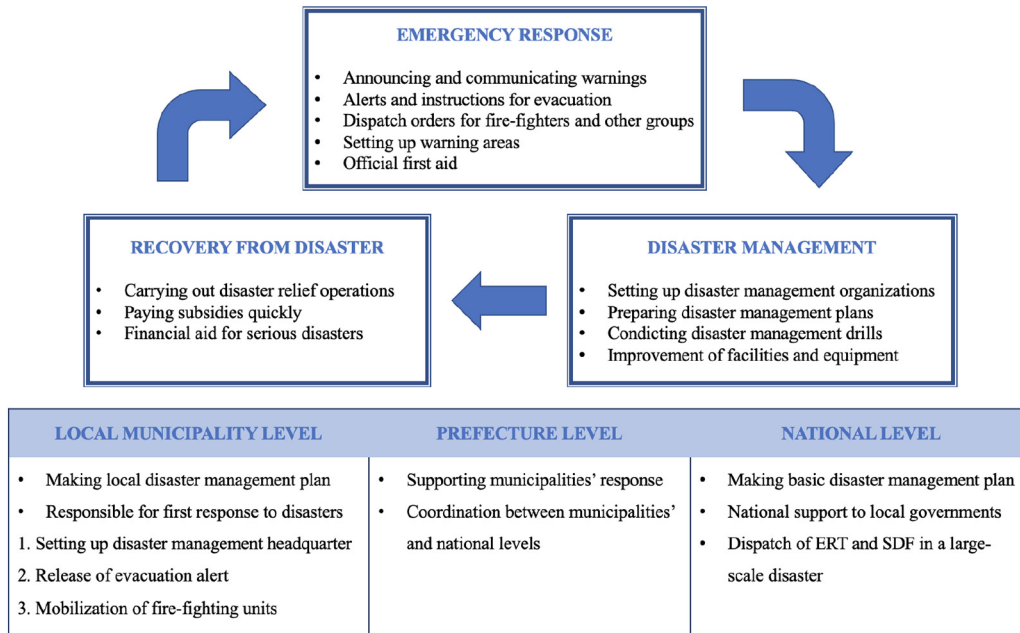 EMERGENCY RESPONSE
• Announcing and communicating warnings
• Alerts and instructions for evacuation
• Dispatch orders for fire-fighters and other groups
• Setting up warning areas
• Official first aid
RECOVERY FROM DISASTER
• Carrying out disaster relief operations
• Paying subsidies quickly
• Financial aid for serious disasters
DISASTER MANAGEMENT
• Setting up disaster management organizations
• Preparing disaster management plans
• Condicting disaster management drills
• Improvement of facilities and equipment
LOCAL MUNICIPALITY LEVEL
• Making local disaster management plan
• Responsible for first response to disasters
1. Setting up disaster management headquarter
2. Release of evacuation alert
3. Mobilization of fire-fighting units
PREFECTURE LEVEL
• Supporting municipalities’ response
• Coordination between municipalities’
and national levels
NATIONAL LEVEL
• Making basic disaster management plan
• National support to local governments
• Dispatch of ERT and SDF in a large-
scale disaster